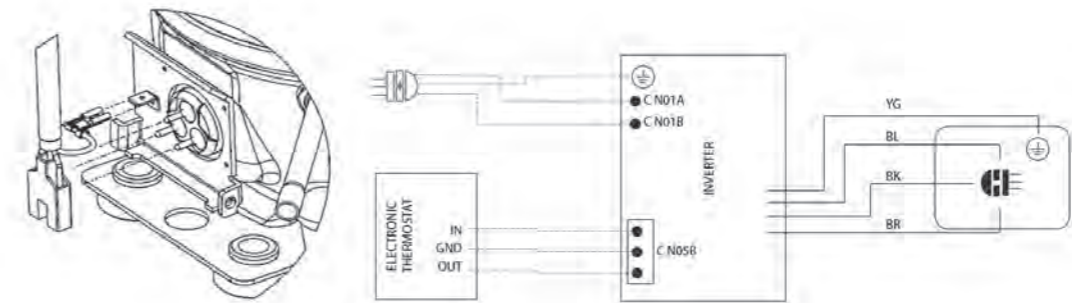 C N01A
C N01B
YG
BL
BK
BR
INVERTER
ELECTRONIC
THERMOSTAT
IN
GND
OUT
C N05B